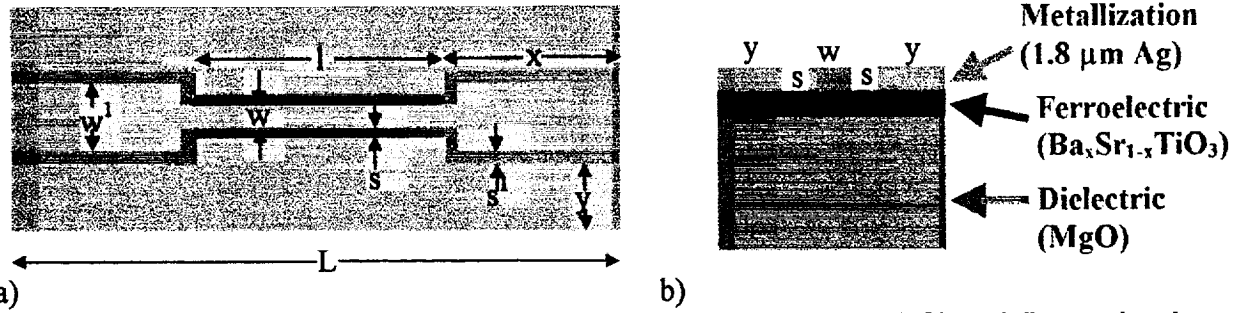 l
x
w¹
w
s
s¹
y
L
a)
y w y
s s
Metallization
(1.8 µm Ag)
Ferroelectric
(BaₓSr₁₋ₓTiO₃)
Dielectric
(MgO)
b)